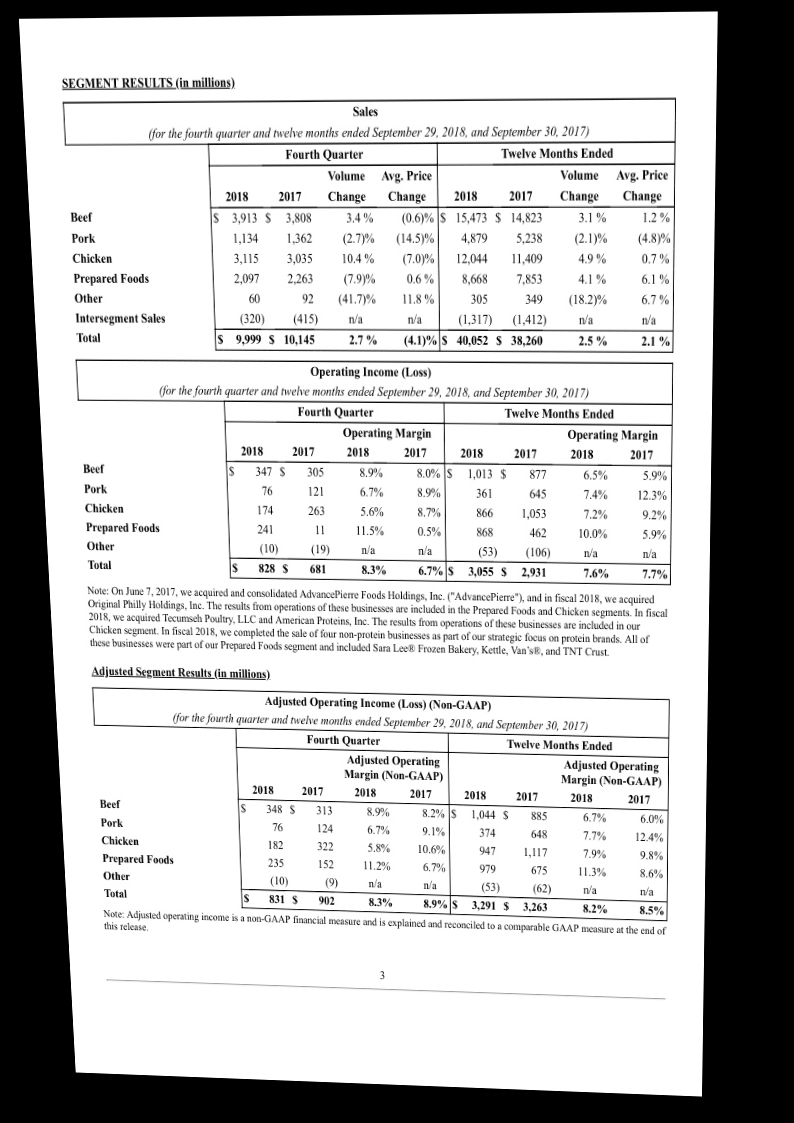 SEGMENT RESULTS (in millions)
Sales
(for the fourth quarter and twelve months ended September 29, 2018, and September 30, 2017)
Fourth Quarter Twelve Months Ended
Volume Avg. Price Volume Avg. Price
2018 2017 Change Change 2018 2017 Change Change
Beef $ 3,913 $ 3,808 3.4 % (0.6)% $ 15,473 $ 14,823 3.1 % 1.2 %
Pork 1,134 1,362 (2.7)% (14.5)% 4,879 5,238 (2.1)% (4.8)%
Chicken 3,115 3,035 10.4 % (7.0)% 12,044 11,409 4.9 % 0.7 %
Prepared Foods 2,097 2,263 (7.9)% 0.6 % 8,668 7,853 4.1 % 6.1 %
Other 60 92 (41.7)% 11.8 % 305 349 (18.2)% 6.7 %
Intersegment Sales (320) (415) n/a n/a (1,317) (1,412) n/a n/a
Total $ 9,999 $ 10,145 2.7 % (4.1)% $ 40,052 $ 38,260 2.5 % 2.1 %
Operating Income (Loss)
(for the fourth quarter and twelve months ended September 29, 2018, and September 30, 2017)
Fourth Quarter Twelve Months Ended
Operating Margin Operating Margin
2018 2017 2018 2017 2018 2017 2018 2017
Beef $ 347 $ 305 8.9% 8.0% $ 1,013 $ 877 6.5% 5.9%
Pork 76 121 6.7% 8.9% 361 645 7.4% 12.3%
Chicken 174 263 5.6% 8.7% 866 1,053 7.2% 9.2%
Prepared Foods 241 11 11.5% 0.5% 868 462 10.0% 5.9%
Other (10) (19) n/a n/a (53) (106) n/a n/a
Total $ 828 $ 681 8.3% 6.7% $ 3,055 $ 2,931 7.6% 7.7%
Note: On June 7, 2017, we acquired and consolidated AdvancePierre Foods Holdings, Inc. ("AdvancePierre"), and in fiscal 2018, we acquired
Original Philly Holdings, Inc. The results from operations of these businesses are included in the Prepared Foods and Chicken segments. In fiscal
2018, we acquired Tecumseh Poultry, LLC and American Proteins, Inc. The results from operations of these businesses are included in our
Chicken segment. In fiscal 2018, we completed the sale of four non-protein businesses as part of our strategic focus on protein brands. All of
these businesses were part of our Prepared Foods segment and included Sara Lee® Frozen Bakery, Kettle, Van's®, and TNT Crust.
Adjusted Segment Results (in millions)
Adjusted Operating Income (Loss) (Non-GAAP)
(for the fourth quarter and twelve months ended September 29, 2018, and September 30, 2017)
Fourth Quarter Twelve Months Ended
Adjusted Operating Adjusted Operating
Margin (Non-GAAP) Margin (Non-GAAP)
2018 2017 2018 2017 2018 2017 2018 2017
Beef $ 348 $ 313 8.9% 8.2% $ 1,044 $ 885 6.7% 6.0%
Pork 76 124 6.7% 9.1% 374 648 7.7% 12.4%
Chicken 182 322 5.8% 10.6% 947 1,117 7.9% 9.8%
Prepared Foods 235 152 11.2% 6.7% 979 675 11.3% 8.6%
Other (10) (9) n/a n/a (53) (62) n/a n/a
Total $ 831 $ 902 8.3% 8.9% $ 3,291 $ 3,263 8.2% 8.5%
Note: Adjusted operating income is a non-GAAP financial measure and is explained and reconciled to a comparable GAAP measure at the end of
this release.
3